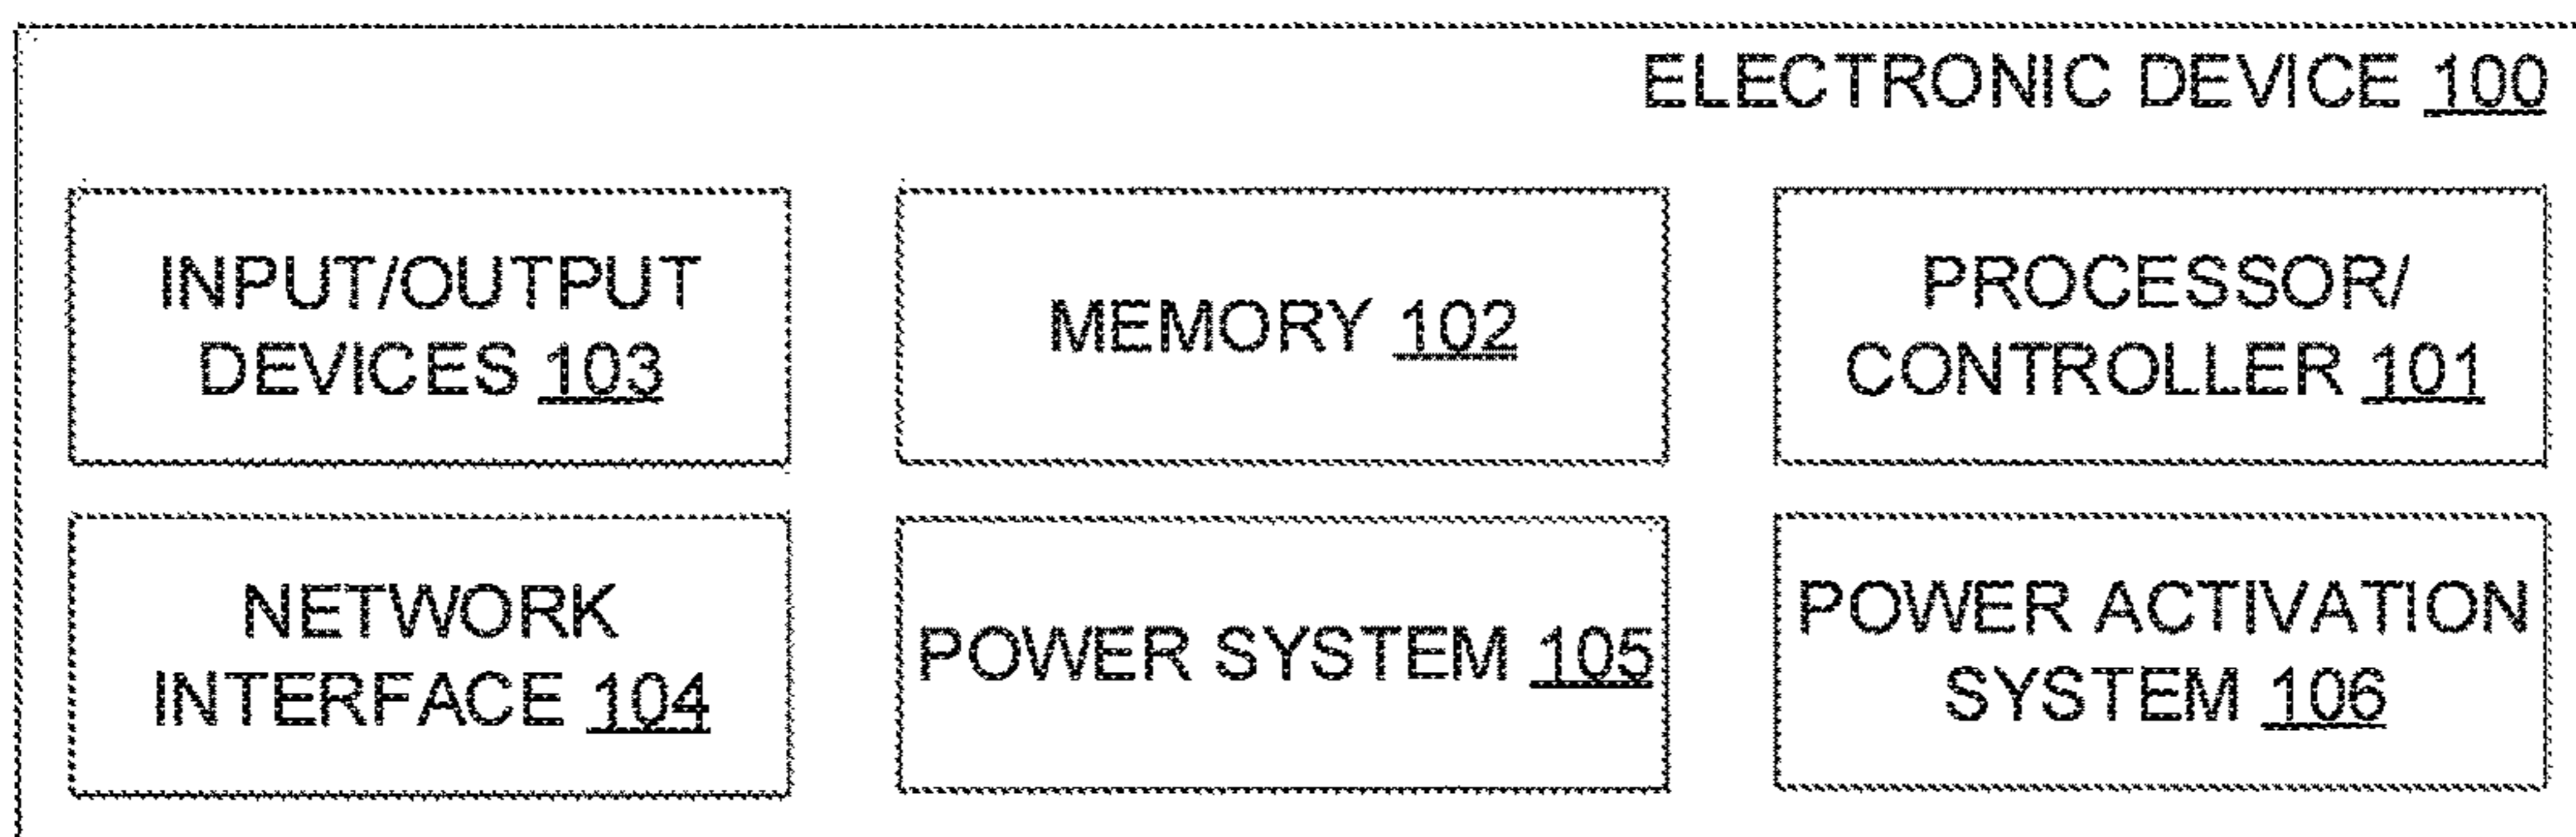 ELECTRONIC DEVICE 100
INPUT/OUTPUT
DEVICES 103
MEMORY 102
PROCESSOR/
CONTROLLER 101
NETWORK
INTERFACE 104
POWER SYSTEM 105
POWER ACTIVATION
SYSTEM 106